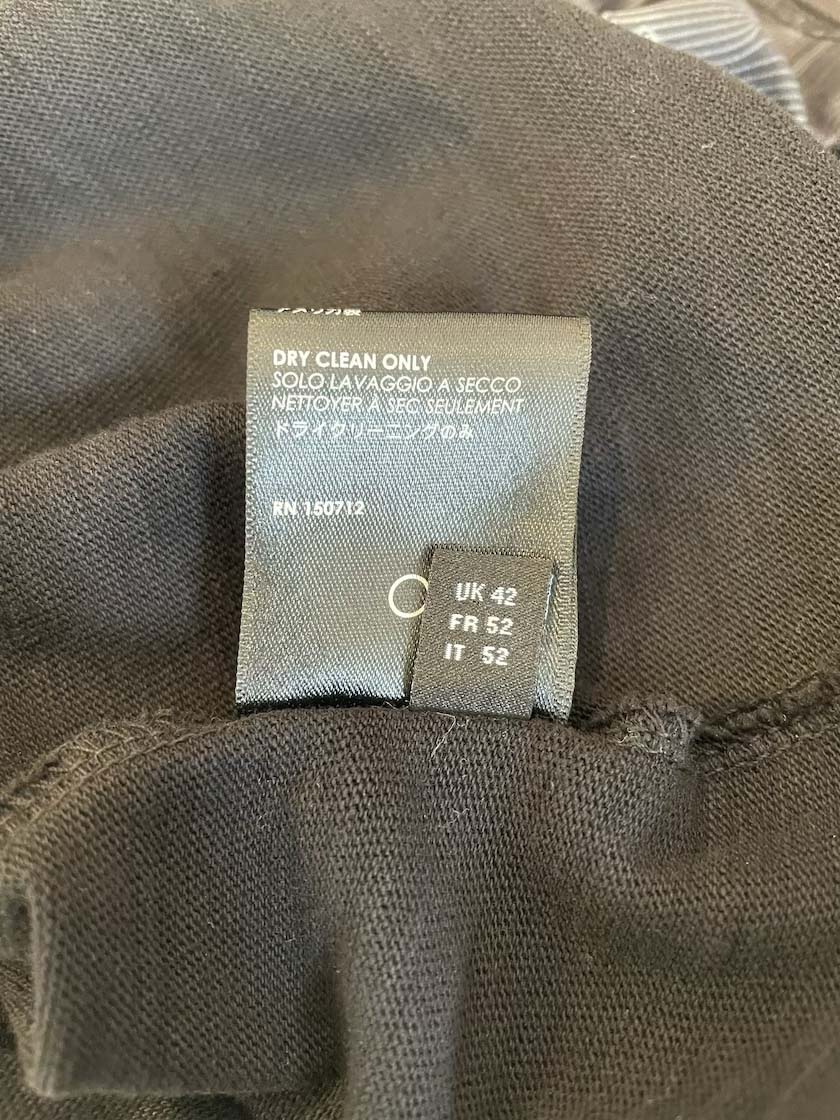 DRY CLEAN ONLY
SOLO LAVAGGIO A SECCO
NETTOYER À SEC SEULEMENT
ドライクリーニングのみ
RN 150712
UK 42
FR 52
IT 52